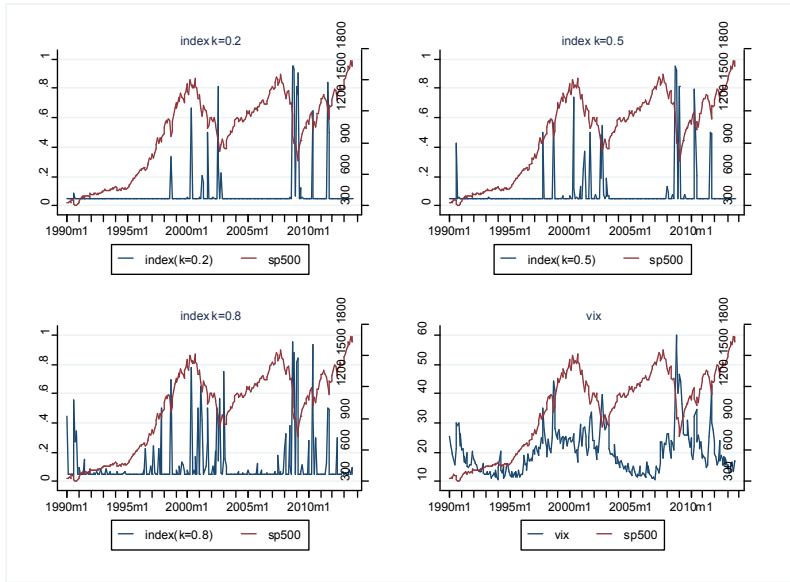 index k=0.2
1
.8
.6
.4
.2
0
300 600 900 1200 1500 1800
1990m1 1995m1 2000m1 2005m1 2010m1
index(k=0.2) sp500
index k=0.5
1
.8
.6
.4
.2
0
300 600 900 1200 1500 1800
1990m1 1995m1 2000m1 2005m1 2010m1
index(k=0.5) sp500
index k=0.8
1
.8
.6
.4
.2
0
300 600 900 1200 1500 1800
1990m1 1995m1 2000m1 2005m1 2010m1
index(k=0.8) sp500
vix
60
50
40
30
20
10
300 600 900 1200 1500 1800
1990m1 1995m1 2000m1 2005m1 2010m1
vix sp500